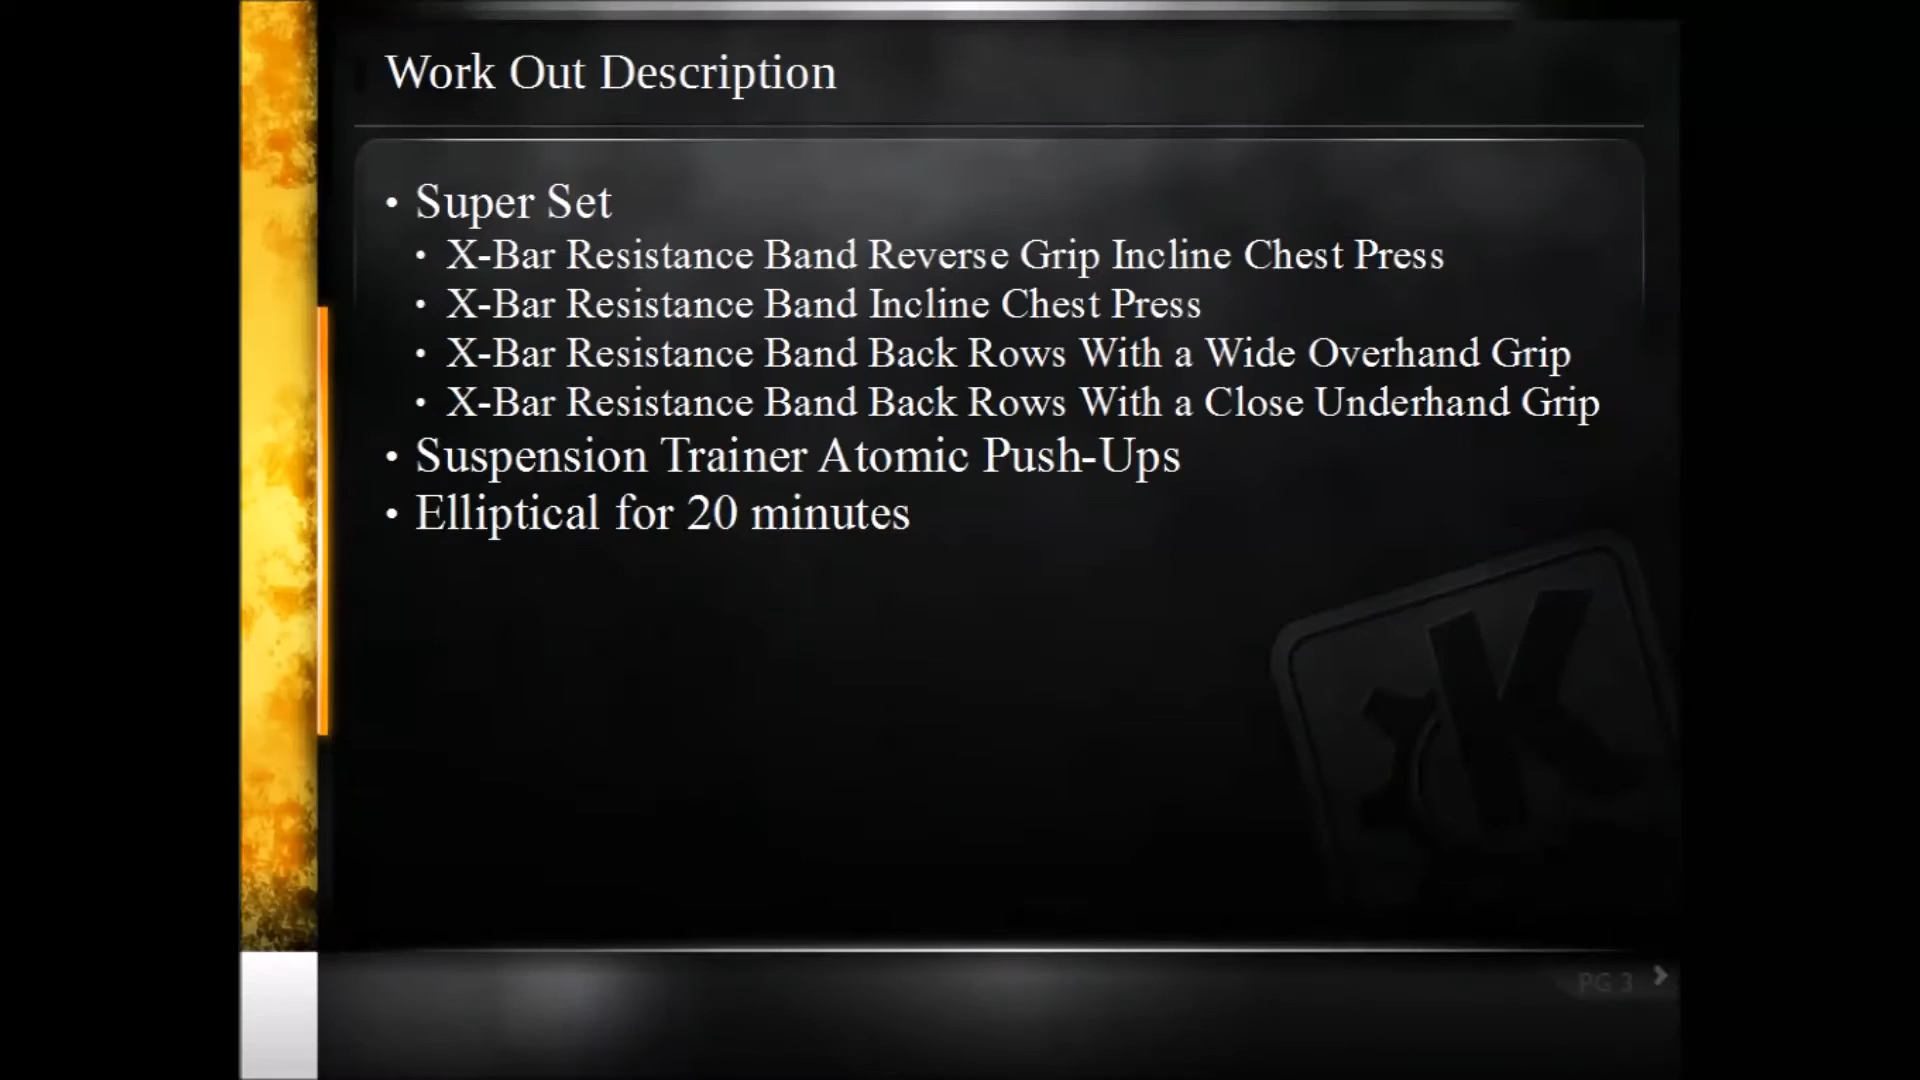 Work Out Description
• Super Set
• X-Bar Resistance Band Reverse Grip Incline Chest Press
• X-Bar Resistance Band Incline Chest Press
• X-Bar Resistance Band Back Rows With a Wide Overhand Grip
• X-Bar Resistance Band Back Rows With a Close Underhand Grip
• Suspension Trainer Atomic Push-Ups
• Elliptical for 20 minutes
K
PG 3